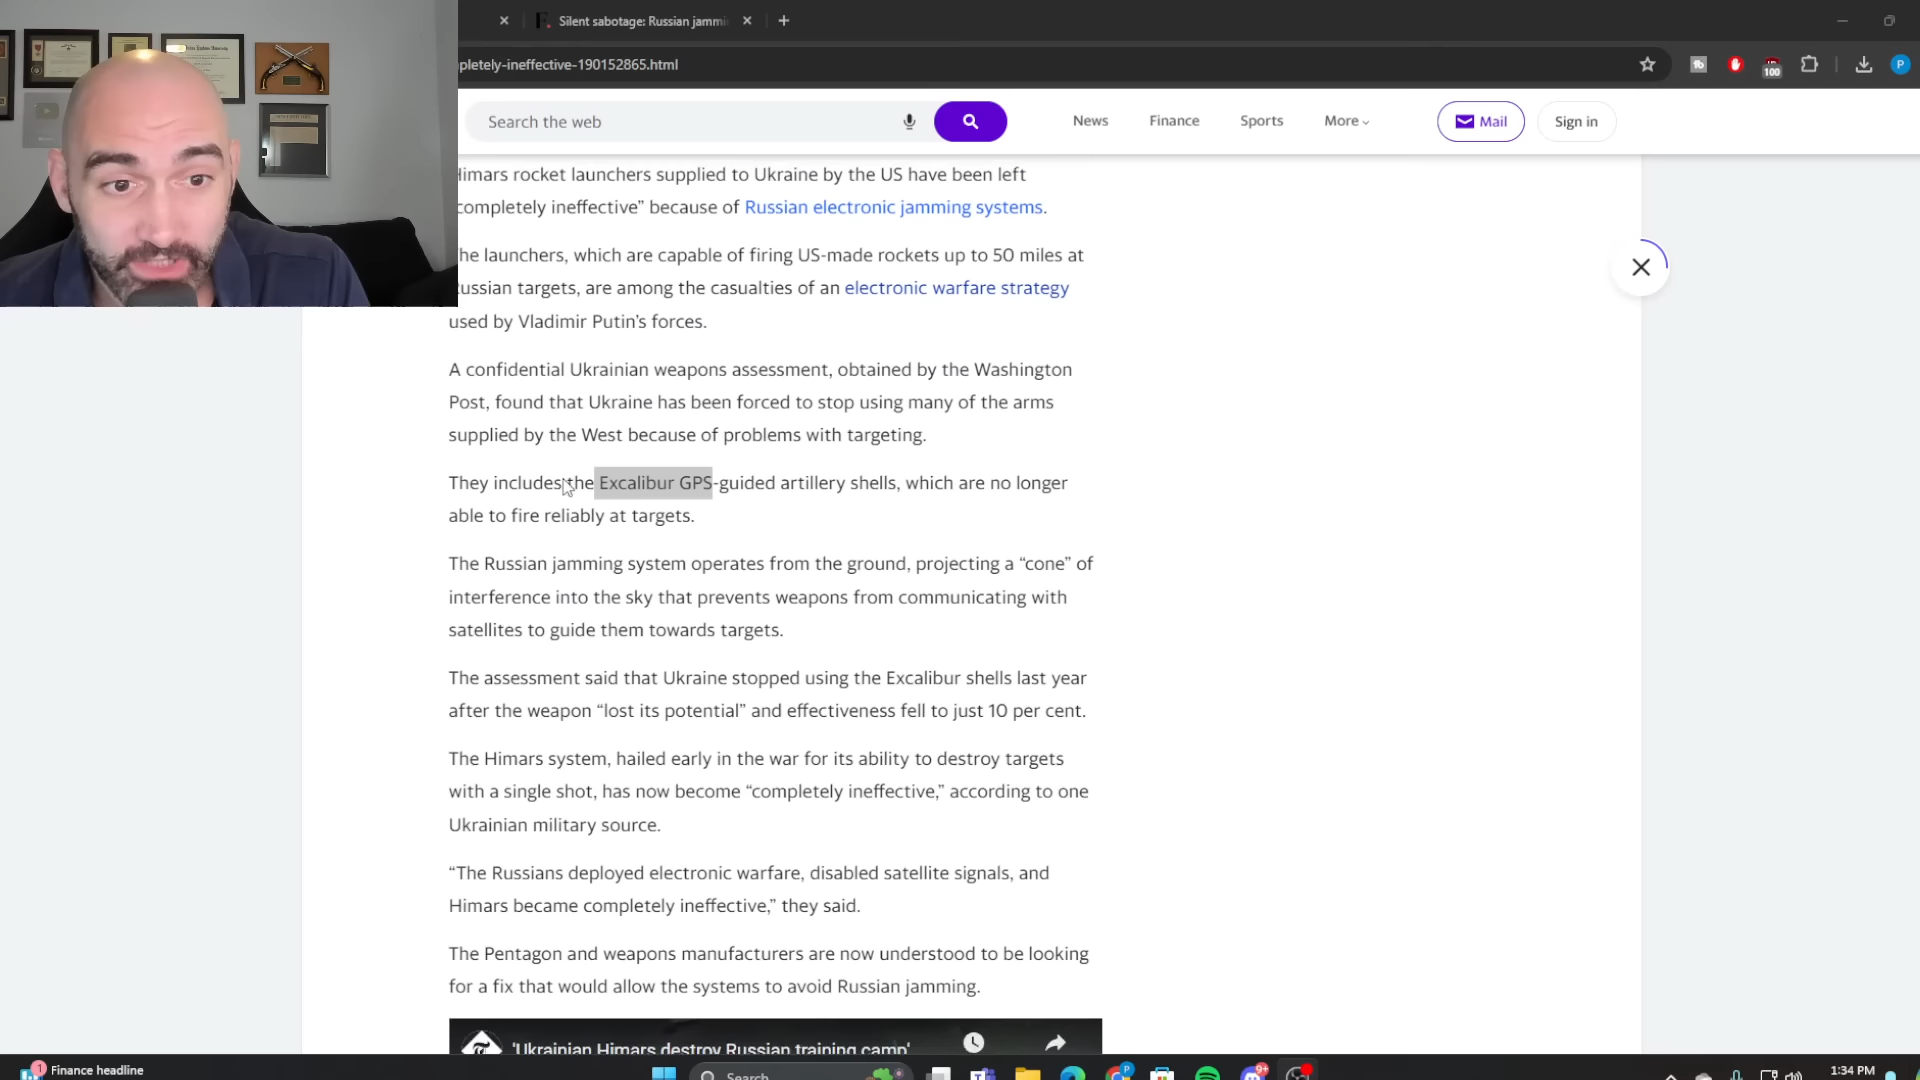 Silent sabotage: Russian jammi
pletely-ineffective-190152865.html
100
P
Search the web
News
Finance
Sports
More
Mail
Sign in
Himars rocket launchers supplied to Ukraine by the US have been left
completely ineffective” because of Russian electronic jamming systems.
he launchers, which are capable of firing US-made rockets up to 50 miles at
ussian targets, are among the casualties of an electronic warfare strategy
used by Vladimir Putin’s forces.
A confidential Ukrainian weapons assessment, obtained by the Washington
Post, found that Ukraine has been forced to stop using many of the arms
supplied by the West because of problems with targeting.
They includes the Excalibur GPS-guided artillery shells, which are no longer
able to fire reliably at targets.
The Russian jamming system operates from the ground, projecting a “cone” of
interference into the sky that prevents weapons from communicating with
satellites to guide them towards targets.
The assessment said that Ukraine stopped using the Excalibur shells last year
after the weapon “lost its potential” and effectiveness fell to just 10 per cent.
The Himars system, hailed early in the war for its ability to destroy targets
with a single shot, has now become “completely ineffective,” according to one
Ukrainian military source.
“The Russians deployed electronic warfare, disabled satellite signals, and
Himars became completely ineffective,” they said.
The Pentagon and weapons manufacturers are now understood to be looking
for a fix that would allow the systems to avoid Russian jamming.
'Ukrainian Himars destroy Russian training camp'
1
Finance headline
Search
P
9+
1:34 PM